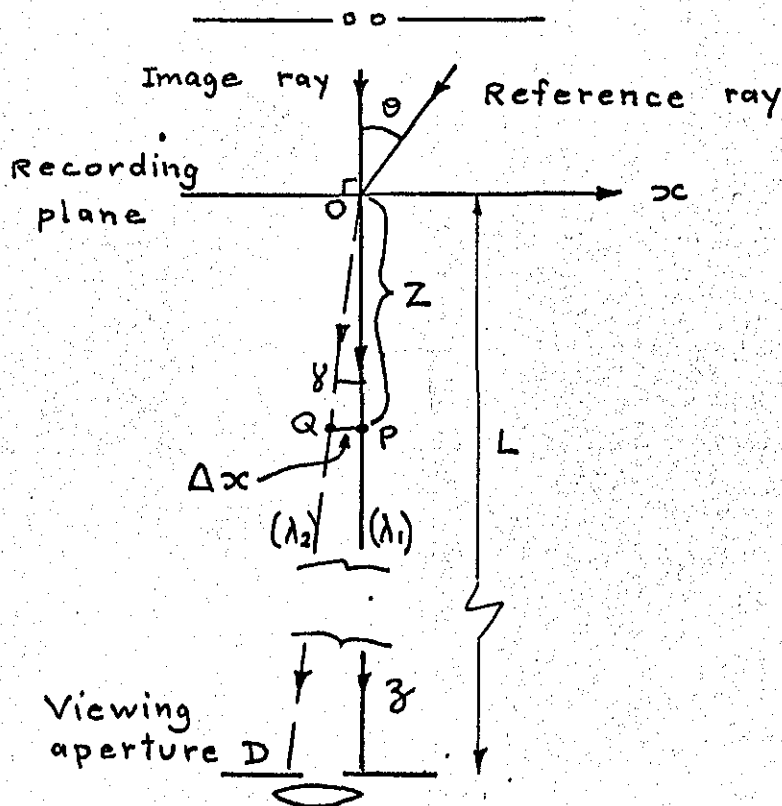 Image ray
Reference ray
θ
Recording
plane
O
x
Z
γ
Q
P
L
Δx
(λ₂)
(λ₁)
z
Viewing
aperture D